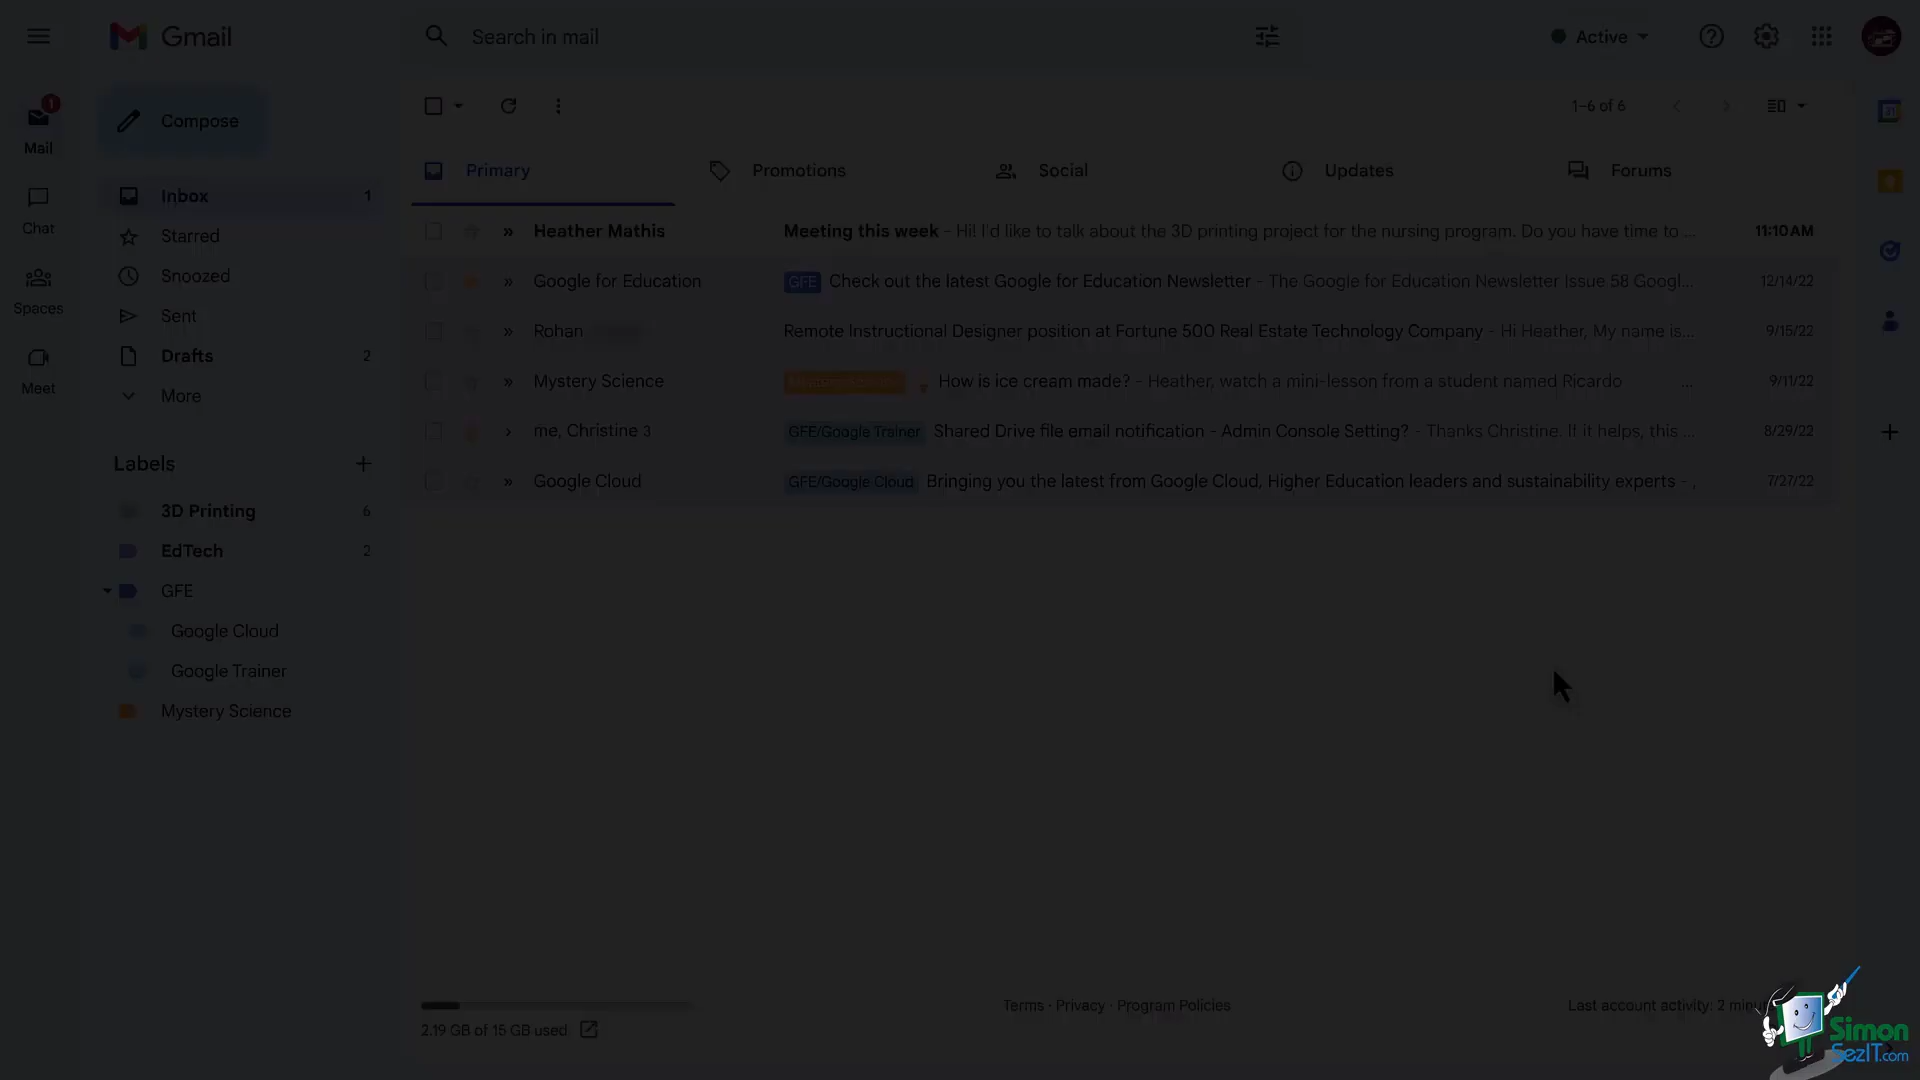 Gmail
Search in mail
Active
1
Mail
Compose
1–6 of 6
Chat
Spaces
Meet
Inbox 1
Starred
Snoozed
Sent
Drafts 2
More
Labels
3D Printing 6
EdTech 2
GFE
Google Cloud
Google Trainer
Mystery Science
Primary
Promotions
Social
Updates
Forums
Heather Mathis Meeting this week - Hi! I'd like to talk about the 3D printing project for the nursing program. Do you have time to ... 11:10 AM
Google for Education GFE Check out the latest Google for Education Newsletter - The Google for Education Newsletter Issue 58 Googl... 12/14/22
Rohan Remote Instructional Designer position at Fortune 500 Real Estate Technology Company - Hi Heather, My name is... 9/15/22
Mystery Science Mystery Science How is ice cream made? - Heather, watch a mini-lesson from a student named Ricardo ... 9/11/22
me, Christine 3 GFE/Google Trainer Shared Drive file email notification - Admin Console Setting? - Thanks Christine. If it helps, this ... 8/29/22
Google Cloud GFE/Google Cloud Bringing you the latest from Google Cloud, Higher Education leaders and sustainability experts - , 7/27/22
2.19 GB of 15 GB used
Terms · Privacy · Program Policies
Last account activity: 2
Simon
SezIT.com